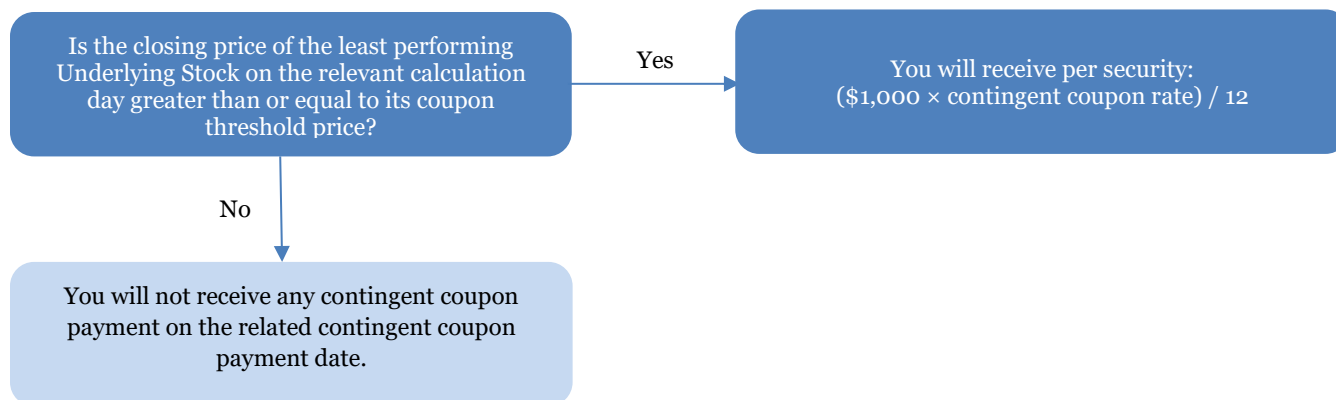 Is the closing price of the least performing
Underlying Stock on the relevant calculation
day greater than or equal to its coupon
threshold price?
Yes
You will receive per security:
($1,000 × contingent coupon rate) / 12
No
You will not receive any contingent coupon
payment on the related contingent coupon
payment date.